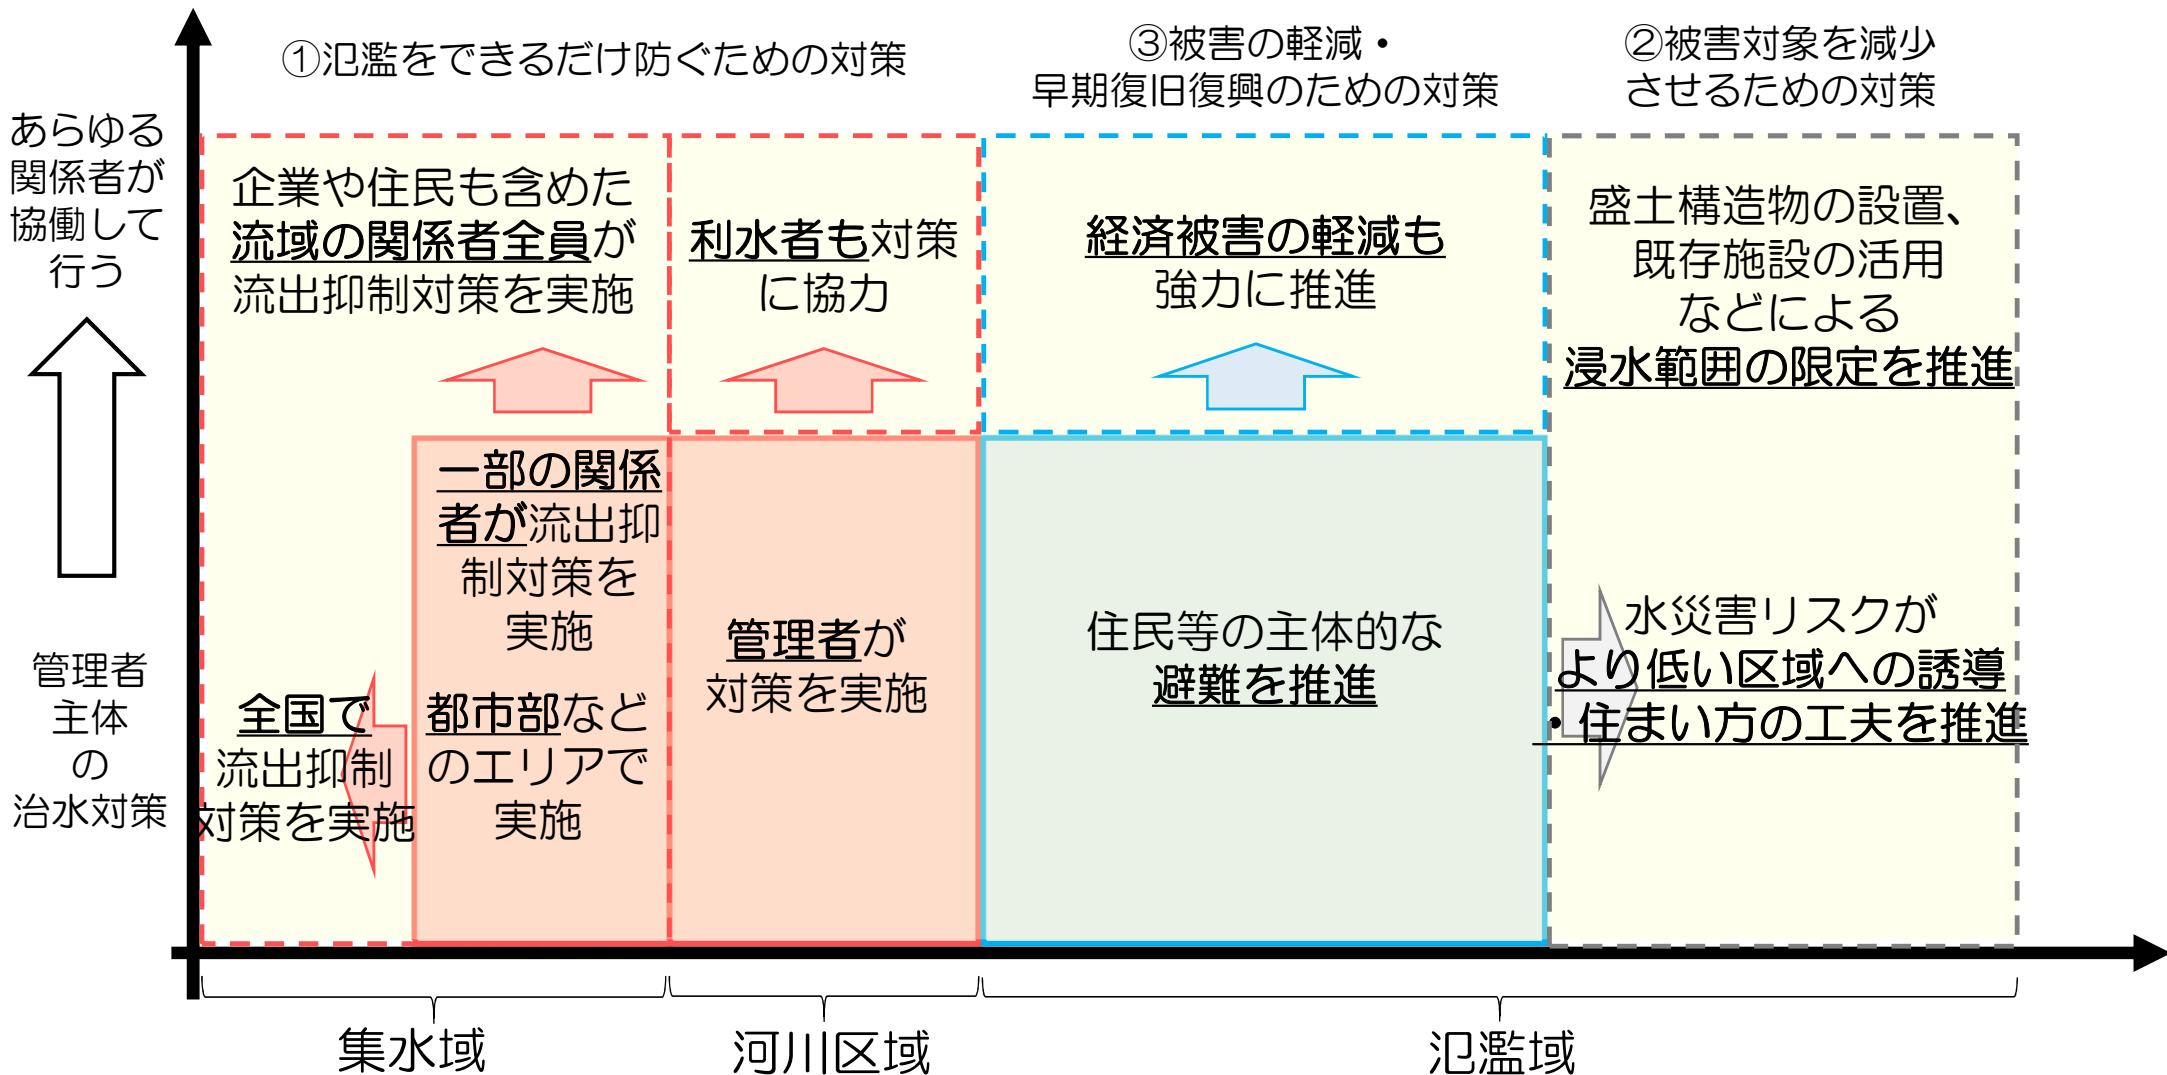 ①氾濫をできるだけ防ぐための対策
③被害の軽減・
早期復旧復興のための対策
②被害対象を減少
させるための対策
あらゆる
関係者が
協働して
行う
管理者
主体
の
治水対策
企業や住民も含めた
流域の関係者全員が
流出抑制対策を実施
利水者も対策
に協力
経済被害の軽減も
強力に推進
盛土構造物の設置、
既存施設の活用
などによる
浸水範囲の限定を推進
一部の関係
者が流出抑
制対策を
実施
全国で
流出抑制
対策を実施
都市部など
のエリアで
実施
管理者が
対策を実施
住民等の主体的な
避難を推進
水災害リスクが
より低い区域への誘導
・住まい方の工夫を推進
集水域
河川区域
氾濫域